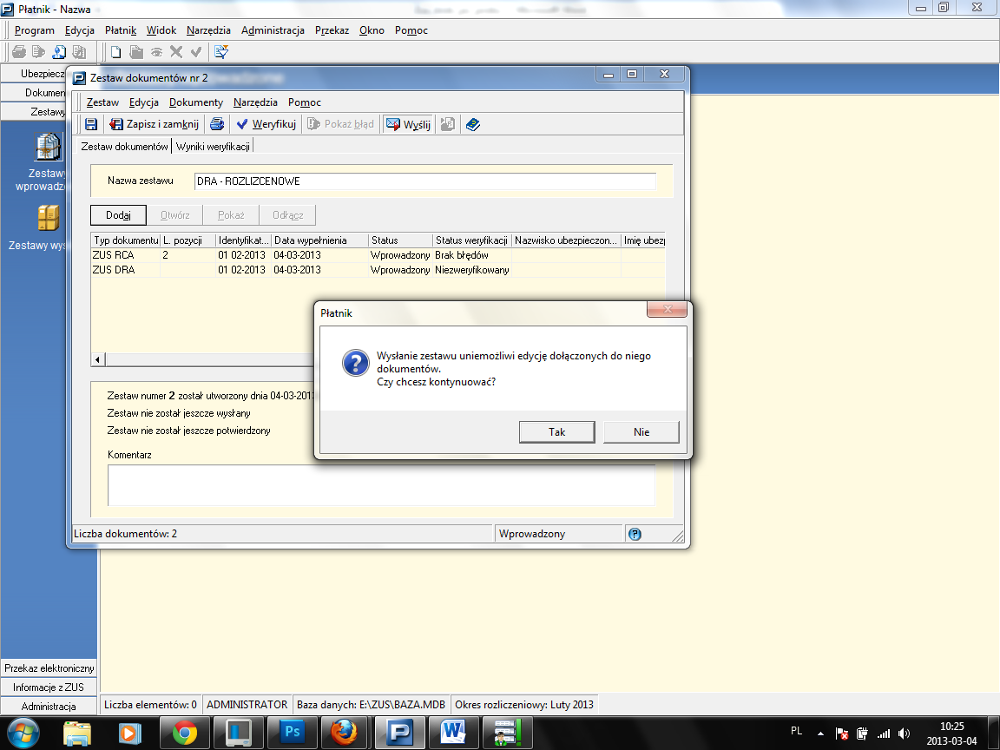 Płatnik - Nazwa
Program Edycja Płatnik Widok Narzędzia Administracja Przekaz Okno Pomoc
Ubezpiecz
Dokumen
Zestawy
Zestawy
wprowadzo
Zestawy wys
Zestaw dokumentów nr 2
Zestaw Edycja Dokumenty Narzędzia Pomoc
Zapisz i zamknij Weryfikuj Pokaż błąd Wyślij
Zestaw dokumentów Wyniki weryfikacji
Nazwa zestawu DRA - ROZLIZCENOWE
Dodaj Otwórz Pokaż Odłącz
Typ dokumentu L. pozycji Identyfikat... Data wypełnienia Status Status weryfikacji Nazwisko ubezpieczon... Imię ubezp
ZUS RCA 2 01 02-2013 04-03-2013 Wprowadzony Brak błędów
ZUS DRA 01 02-2013 04-03-2013 Wprowadzony Niezweryfikowany
Płatnik
Wysłanie zestawu uniemożliwi edycję dołączonych do niego
dokumentów.
Czy chcesz kontynuować?
Tak Nie
Zestaw numer 2 został utworzony dnia 04-03-2013
Zestaw nie został jeszcze wysłany
Zestaw nie został jeszcze potwierdzony
Komentarz
Liczba dokumentów: 2 Wprowadzony
Przekaz elektroniczny
Informacje z ZUS
Administracja
Liczba elementów: 0 ADMINISTRATOR Baza danych: E:\ZUS\BAZA.MDB Okres rozliczeniowy: Luty 2013
Ps
PL
10:25
2013-03-04